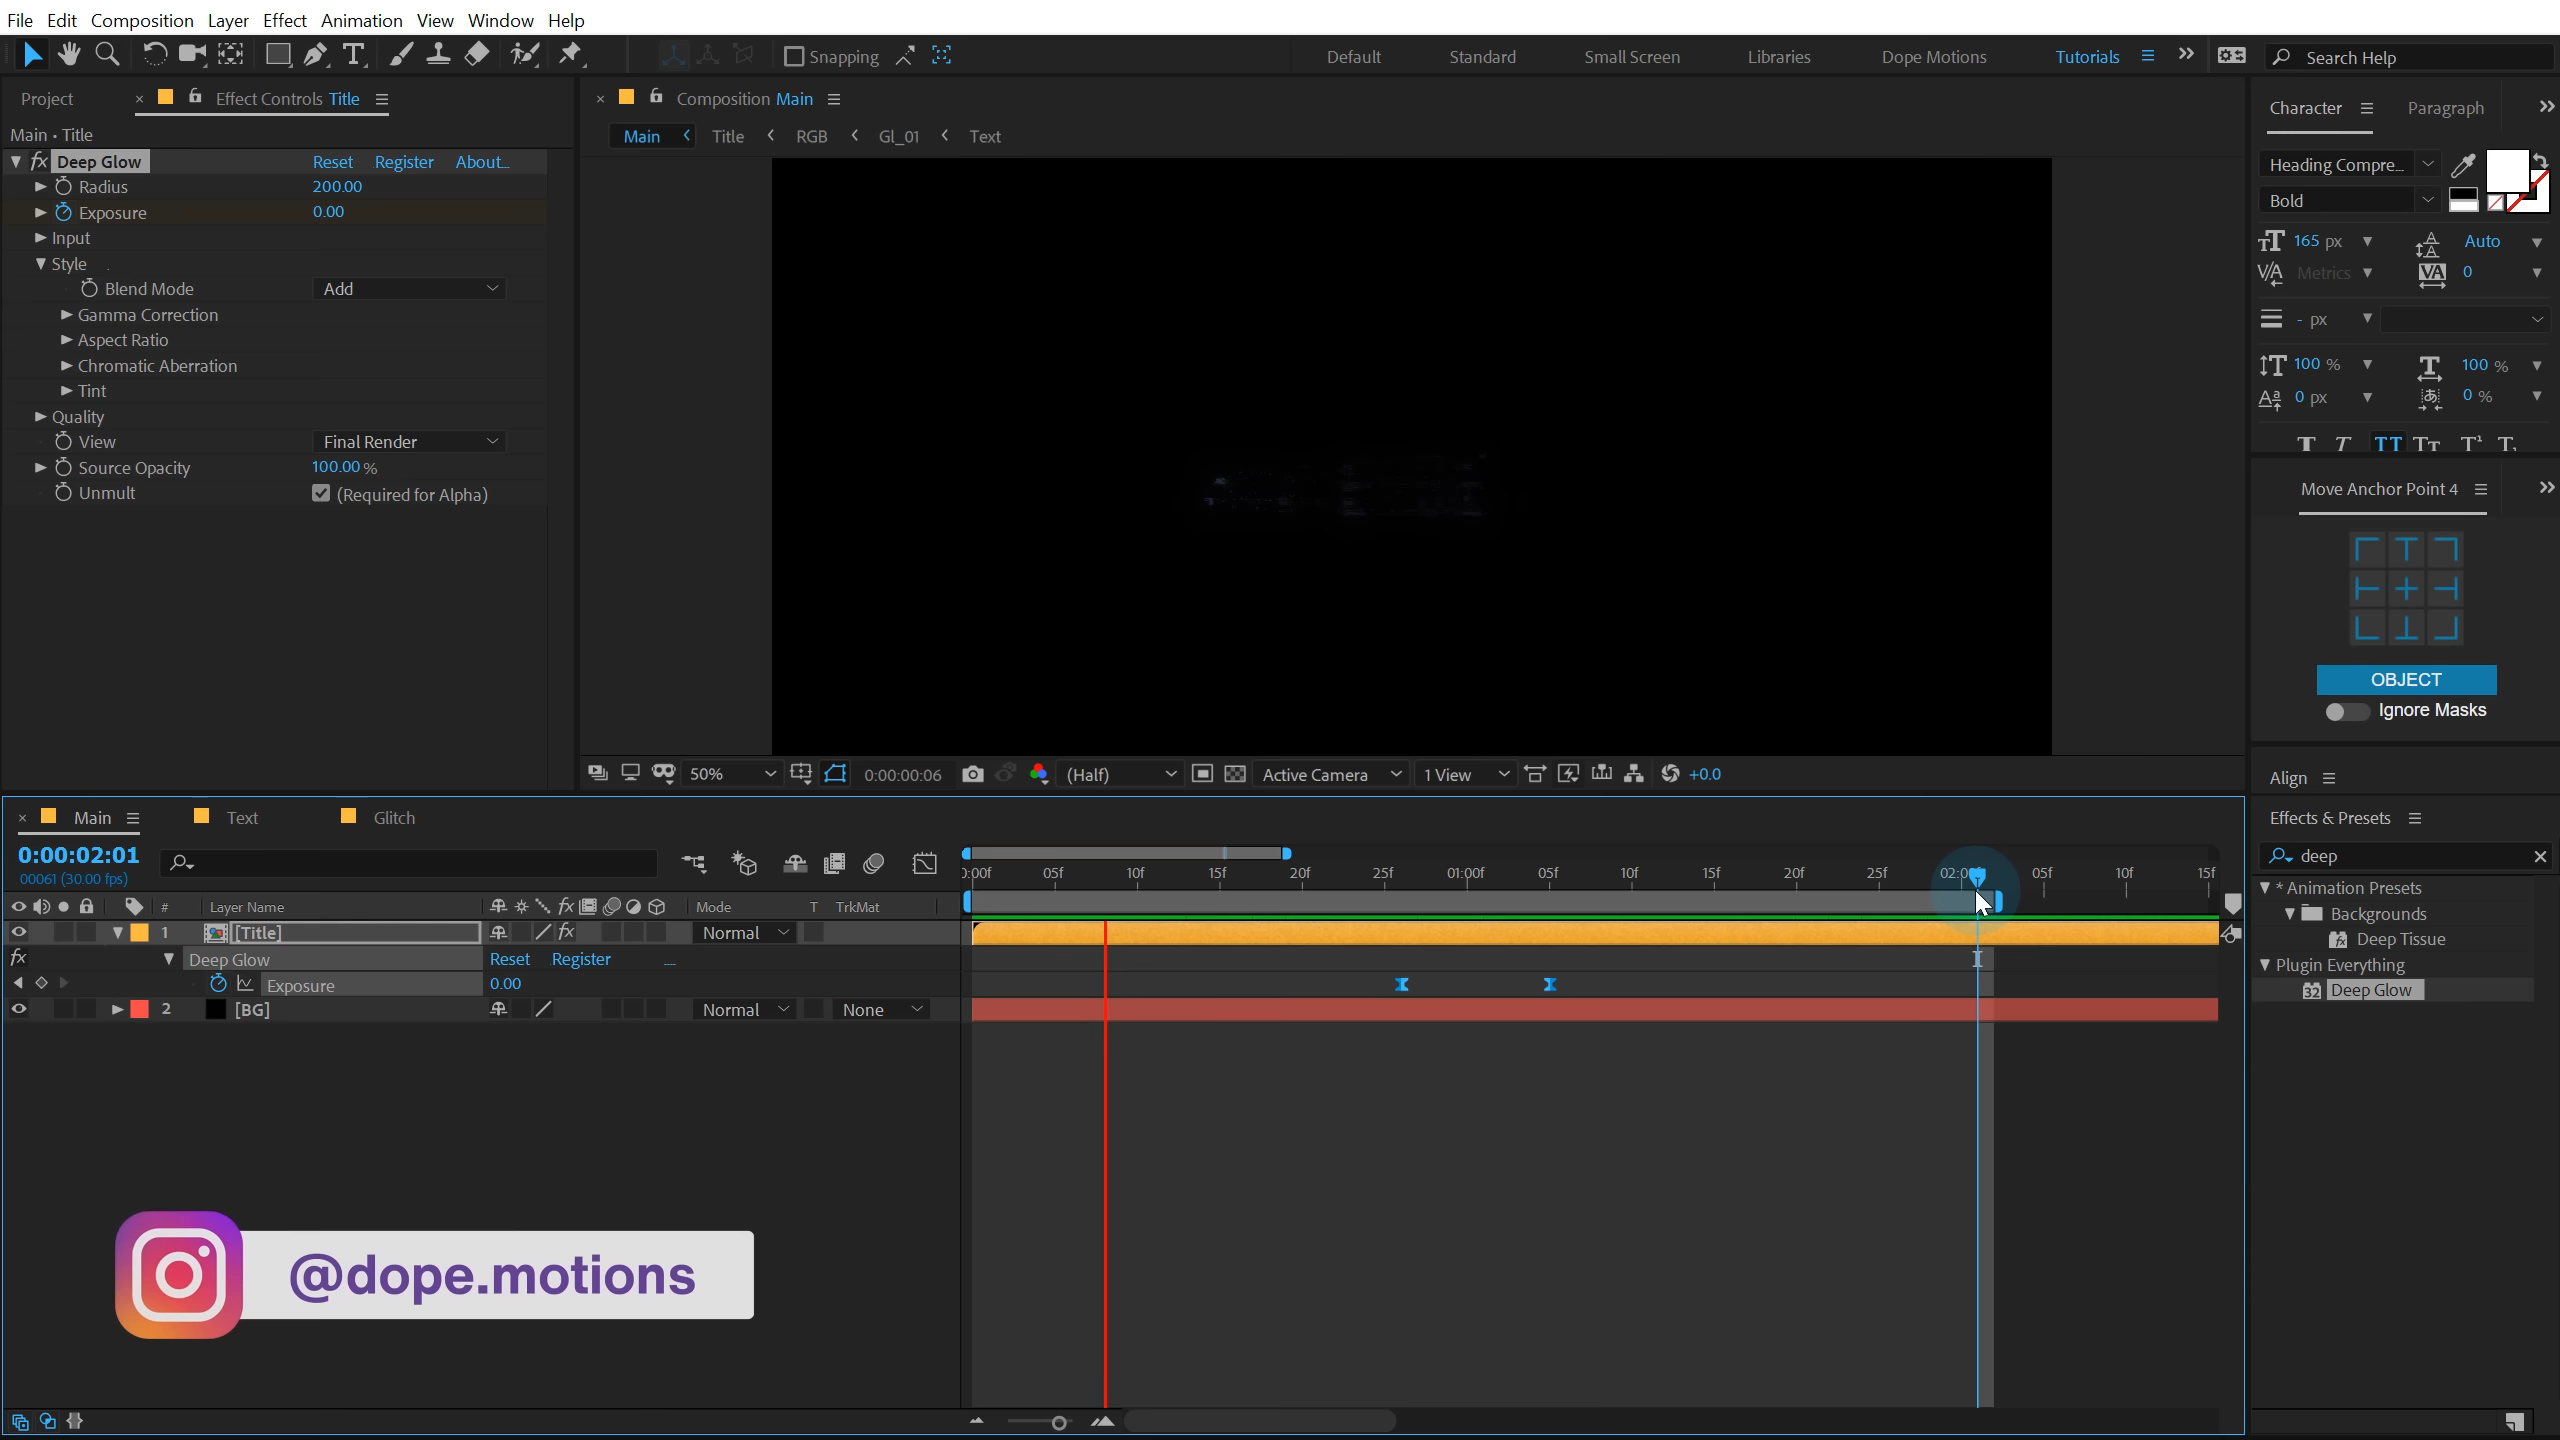 File Edit Composition Layer Effect Animation View Window Help
Snapping Default Standard Small Screen Libraries Dope Motions Tutorials Search Help
Project × Effect Controls Title
× Composition Main
Character Paragraph
Main • Title
Main Title RGB Gl_01 Text
fx Deep Glow Reset Register About...
Radius 200.00
Exposure 0.00
Input
Style
Blend Mode Add
Gamma Correction
Aspect Ratio
Chromatic Aberration
Tint
Quality
View Final Render
Source Opacity 100.00 %
Unmult (Required for Alpha)
Heading Compre...
Bold
165 px Auto
Metrics 0
- px
100 % 100 %
0 px 0 %
Move Anchor Point 4
OBJECT
Ignore Masks
50% 0:00:00:06 (Half) Active Camera 1 View +0.0
Align
× Main Text Glitch
Effects & Presets
0:00:02:01
00061 (30.00 fps)
deep
0:00f 05f 10f 15f 20f 25f 01:00f 05f 10f 15f 20f 25f 05f 10f 15f
* Animation Presets
Backgrounds
Deep Tissue
Plugin Everything
32 Deep Glow
# Layer Name fx Mode T TrkMat
1 [Title] fx Normal
fx Deep Glow Reset Register
Exposure 0.00
2 [BG] Normal None
@dope.motions